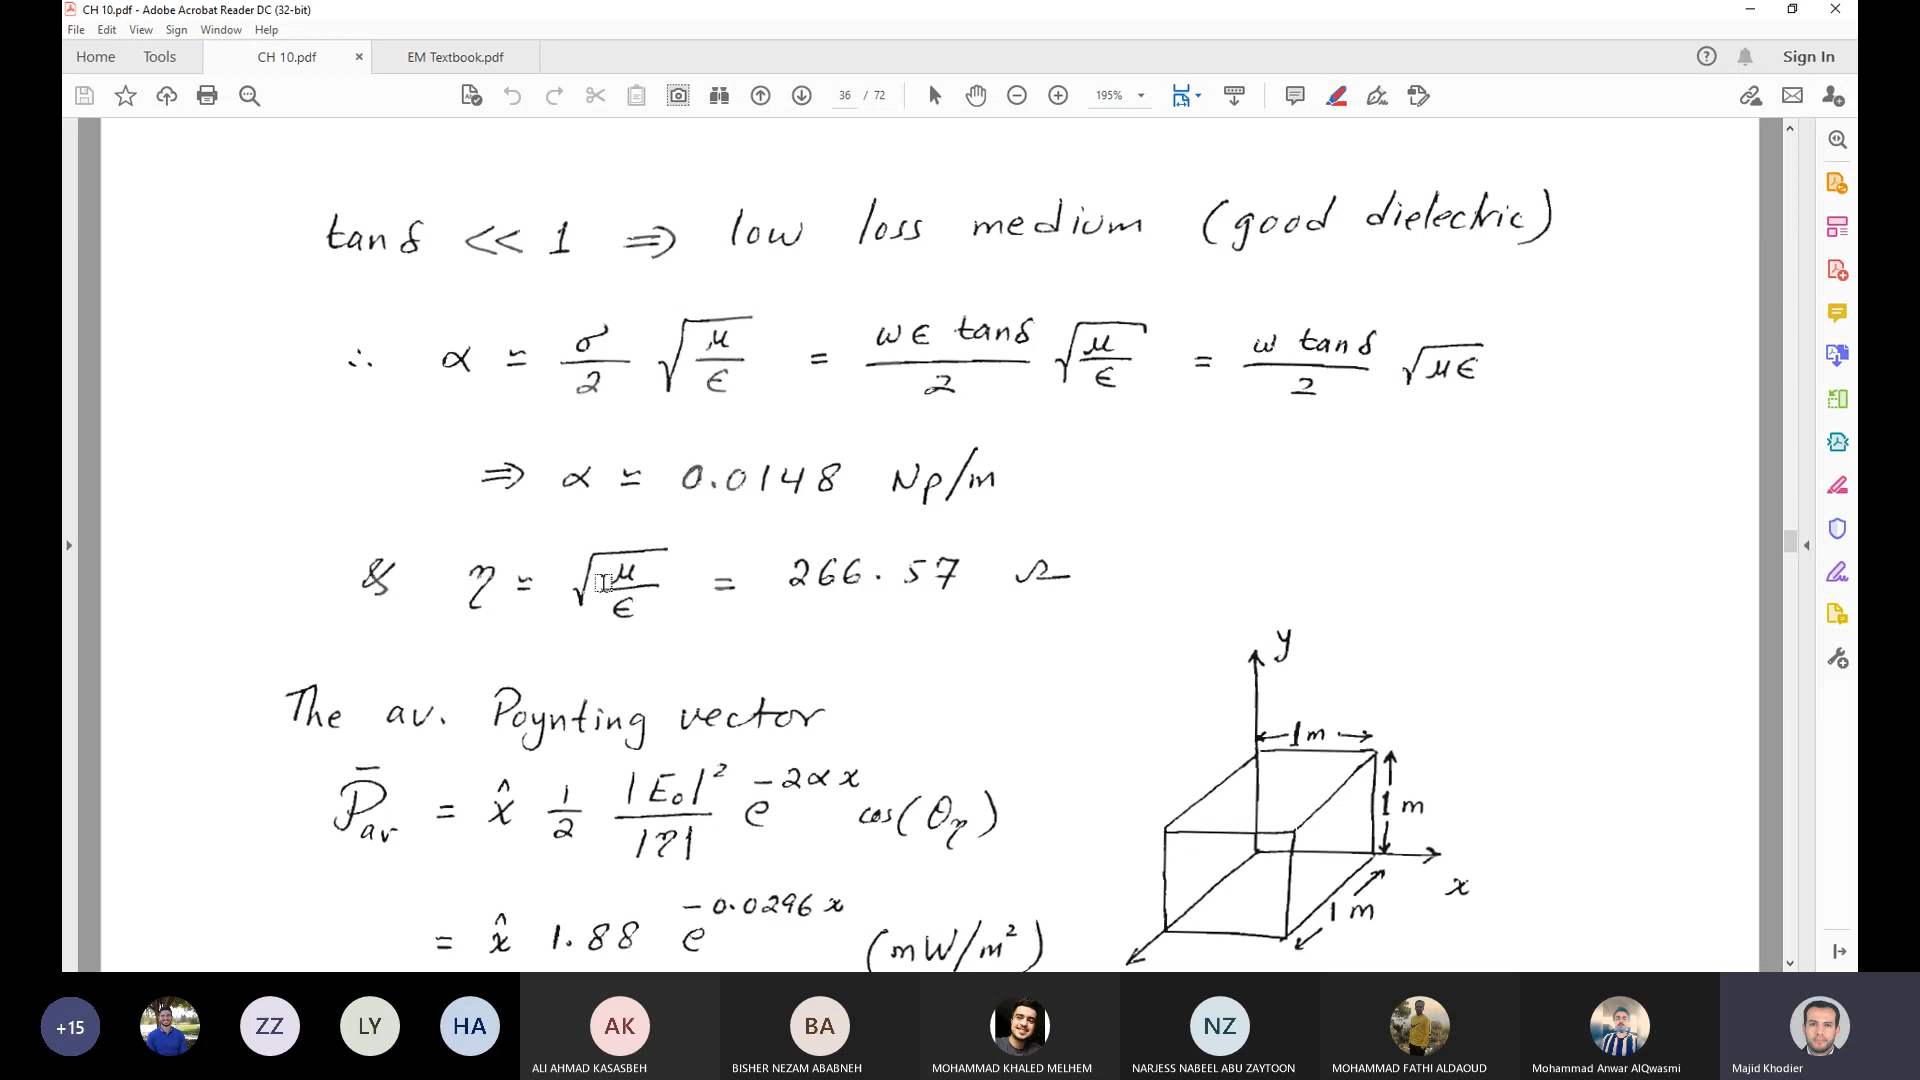 CH 10.pdf - Adobe Acrobat Reader DC (32-bit)
File Edit View Sign Window Help
Home Tools CH 10.pdf × EM Textbook.pdf Sign In
36 / 72 195%
tan δ << 1 ⇒ low loss medium (good dielectric)
∴ α ≃ σ/2 √(μ/ϵ) = ωϵ tanδ/2 √(μ/ϵ) = ω tanδ/2 √μϵ
⇒ α ≃ 0.0148 Np/m
& η ≃ √(μ/ϵ) = 266.57 Ω
The av. Poynting vector
P̄av = x̂ 1/2 |E₀|²/|η| e^(-2αx) cos(θη)
= x̂ 1.88 e^(-0.0296 x) (mW/m²)
y
1m
1 m
x
1 m
+15 ZZ LY HA AK BA NZ
ALI AHMAD KASASBEH BISHER NEZAM ABABNEH MOHAMMAD KHALED MELHEM NARJESS NABEEL ABU ZAYTOON MOHAMMAD FATHI ALDAOUD Mohammad Anwar AlQwasmi Majid Khodier